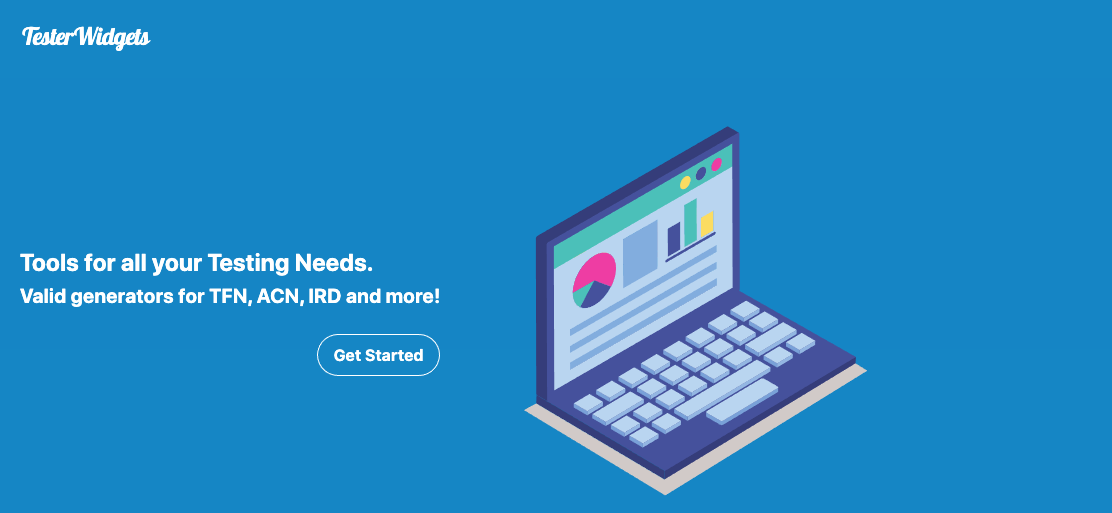 TesterWidgets
Tools for all your Testing Needs.
Valid generators for TFN, ACN, IRD and more!
Get Started